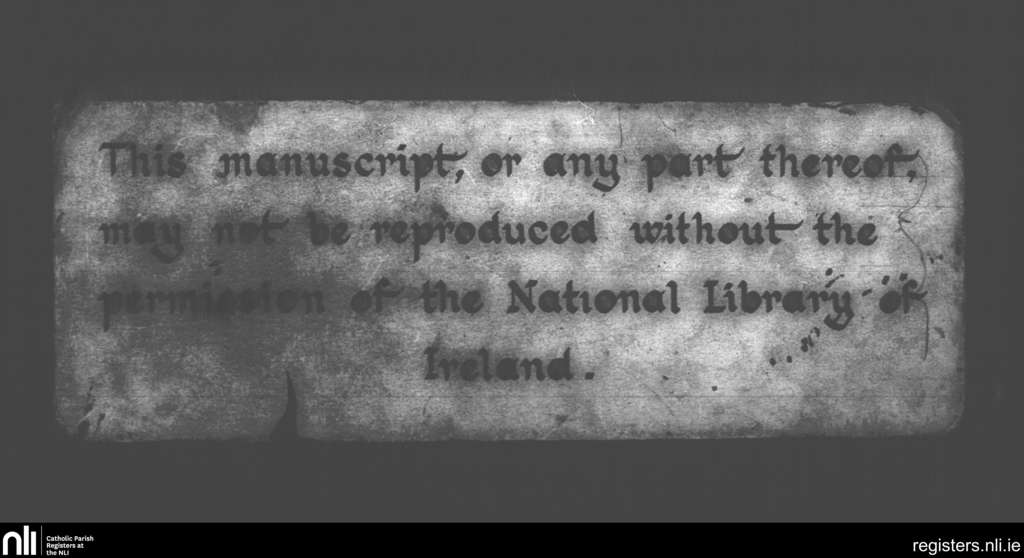 This manuscript, or any part thereof,
may not be reproduced without the
permission of the National Library of
Ireland.
nli
Catholic Parish
Registers at
the NLI
registers.nli.ie